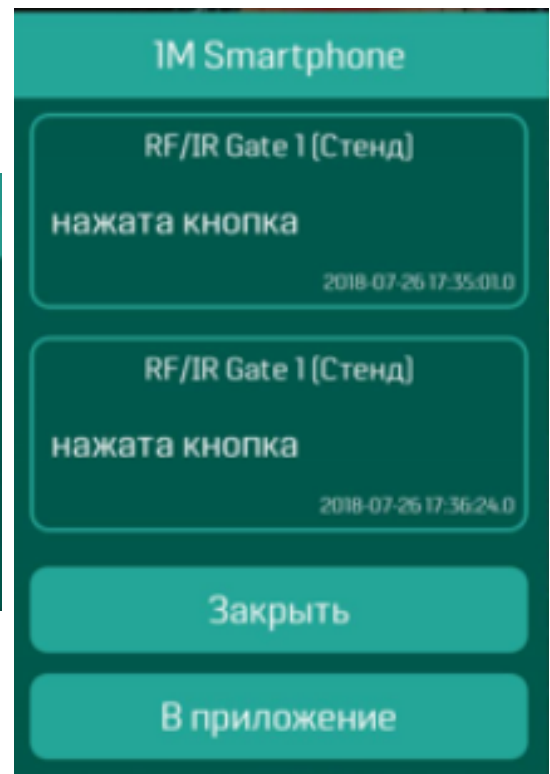 1M Smartphone
RF/IR Gate 1 (Стенд)
нажата кнопка
2018-07-26 17:35:01.0
RF/IR Gate 1 (Стенд)
нажата кнопка
2018-07-26 17:36:24.0
Закрыть
В приложение